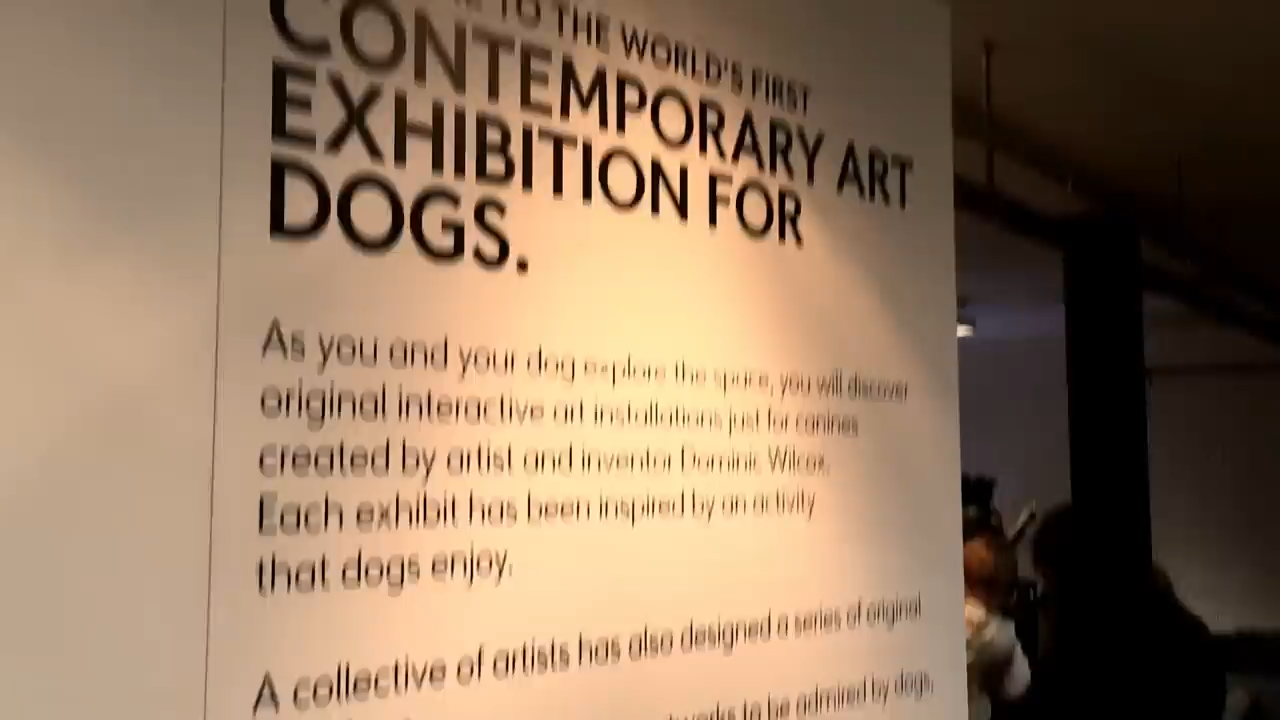 TO THE WORLD'S FIRST
CONTEMPORARY ART
EXHIBITION FOR
DOGS.
As you and your dog explore the space, you will discover
original interactive art installations just for canines
created by artist and inventor Dominic Wilcox.
Each exhibit has been inspired by an activity
that dogs enjoy.
A collective of artists has also designed a series of original
to be admired by dogs,